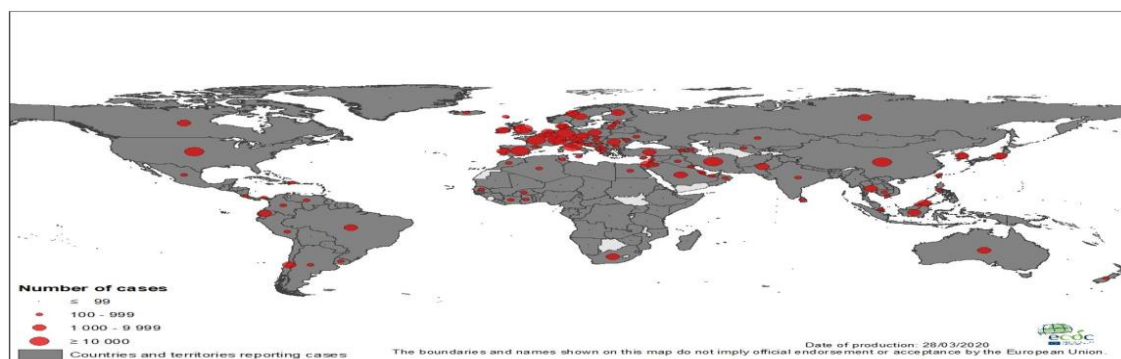 Number of cases
≤ 99
100 - 999
1 000 - 9 999
≥ 10 000
Countries and territories reporting cases
ecdc
Date of production: 28/03/2020
The boundaries and names shown on this map do not imply official endorsement or acceptance by the European Union.